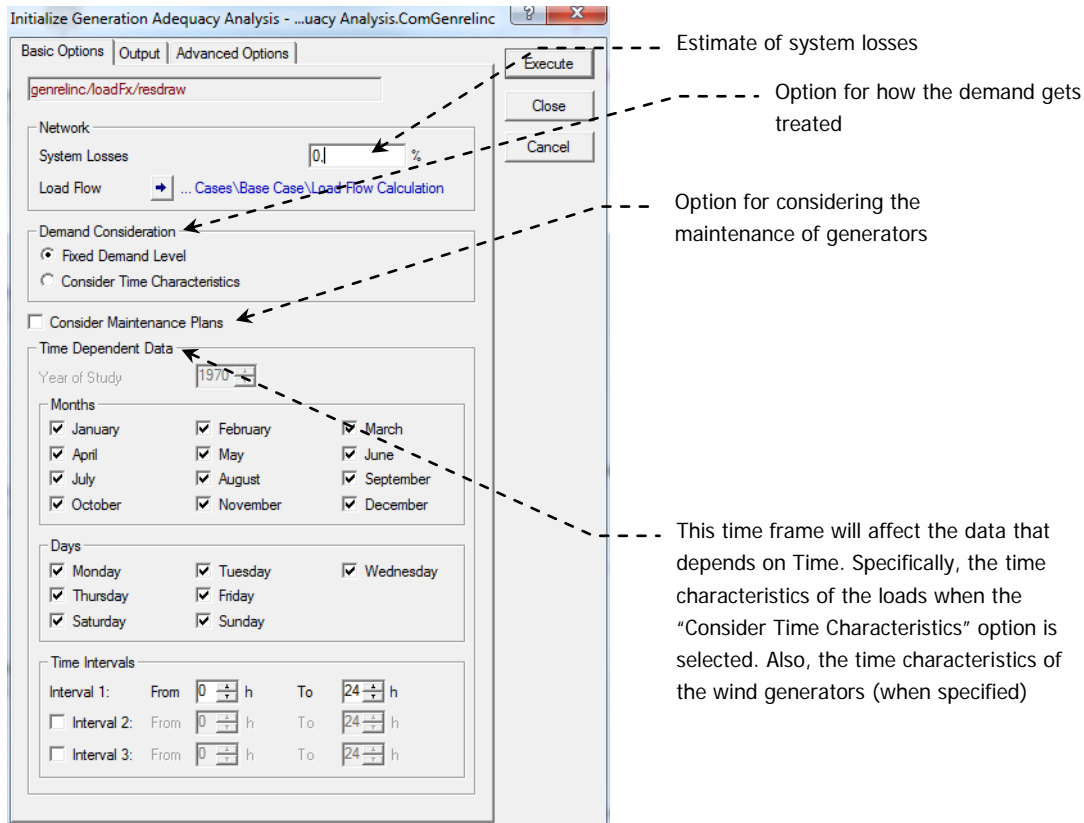 Initialize Generation Adequacy Analysis - ...uacy Analysis.ComGenrelinc
Basic Options
Output
Advanced Options
Execute
Close
Cancel
genrelinc/loadFx/resdraw
Network
System Losses 0, %
Load Flow ... Cases\Base Case\Load Flow Calculation
Demand Consideration
Fixed Demand Level
Consider Time Characteristics
Consider Maintenance Plans
Time Dependent Data
Year of Study 1970
Months
January February March
April May June
July August September
October November December
Days
Monday Tuesday Wednesday
Thursday Friday
Saturday Sunday
Time Intervals
Interval 1: From 0 h To 24 h
Interval 2: From 0 h To 24 h
Interval 3: From 0 h To 24 h
Estimate of system losses
Option for how the demand gets
treated
Option for considering the
maintenance of generators
This time frame will affect the data that
depends on Time. Specifically, the time
characteristics of the loads when the
“Consider Time Characteristics” option is
selected. Also, the time characteristics of
the wind generators (when specified)